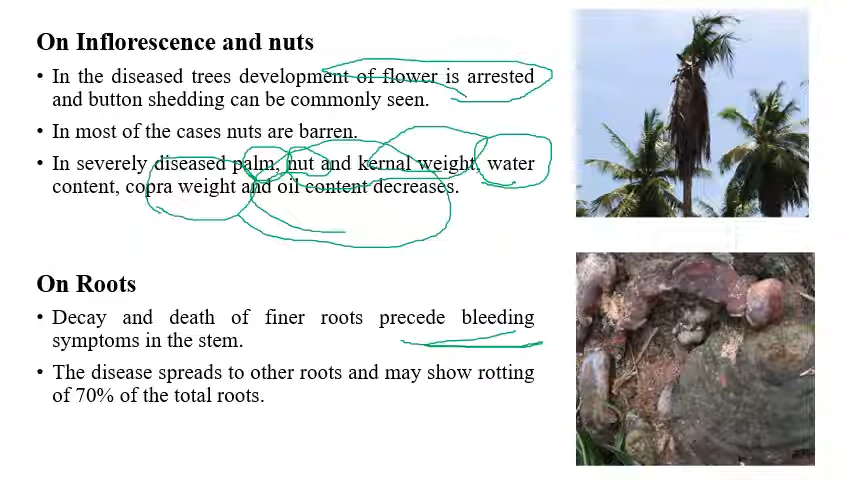 On Inflorescence and nuts
• In the diseased trees development of flower is arrested
and button shedding can be commonly seen.
• In most of the cases nuts are barren.
• In severely diseased palm, nut and kernal weight, water
content, copra weight and oil content decreases.
On Roots
• Decay and death of finer roots precede bleeding
symptoms in the stem.
• The disease spreads to other roots and may show rotting
of 70% of the total roots.